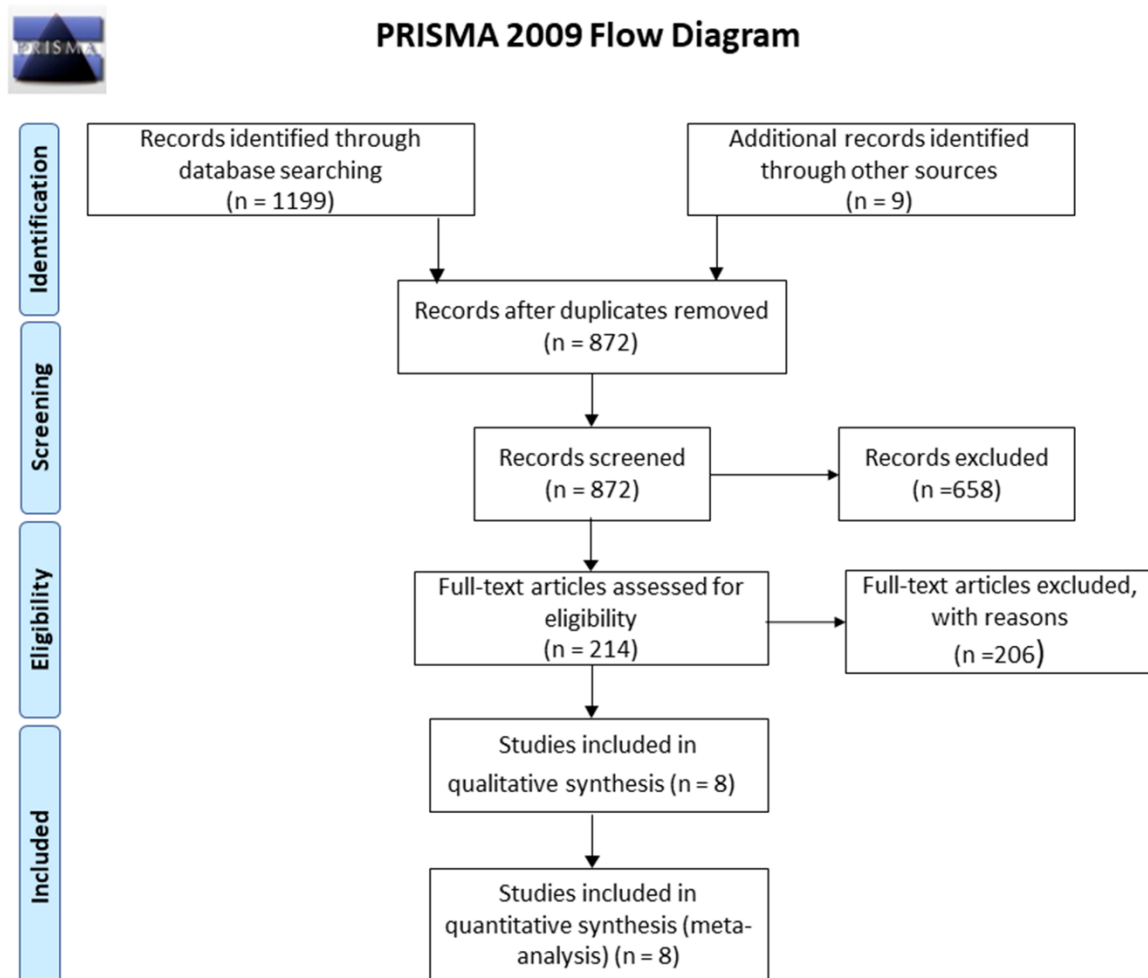 PRISMA
PRISMA 2009 Flow Diagram
Identification
Records identified through
database searching
(n = 1199)
Additional records identified
through other sources
(n = 9)
Records after duplicates removed
(n = 872)
Screening
Records screened
(n = 872)
Records excluded
(n =658)
Eligibility
Full-text articles assessed for
eligibility
(n = 214)
Full-text articles excluded,
with reasons
(n =206)
Included
Studies included in
qualitative synthesis (n = 8)
Studies included in
quantitative synthesis (meta-
analysis) (n = 8)